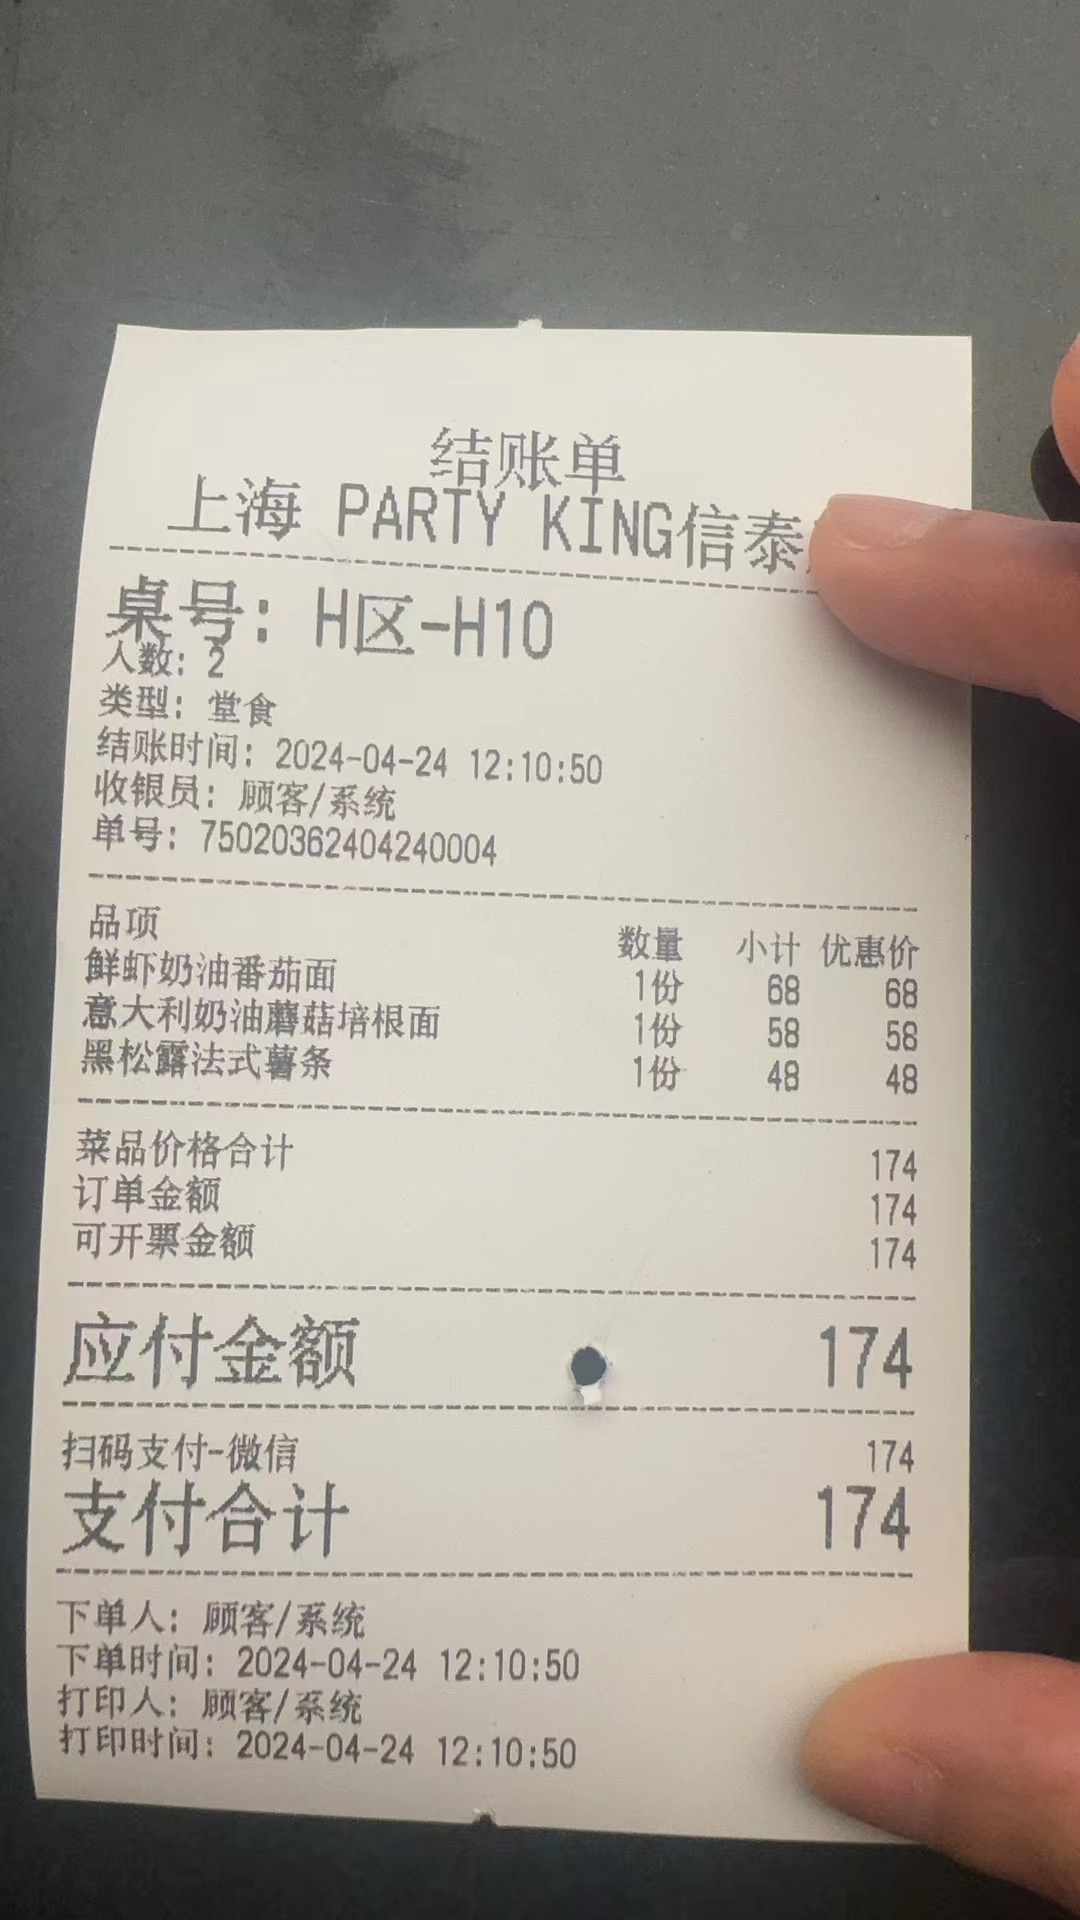 结账单
上海 PARTY KING信泰
桌号: H区-H10
人数: 2
类型: 堂食
结账时间: 2024-04-24 12:10:50
收银员: 顾客/系统
单号: 75020362404240004
品项 数量 小计 优惠价
鲜虾奶油番茄面 1份 68 68
意大利奶油蘑菇培根面 1份 58 58
黑松露法式薯条 1份 48 48
菜品价格合计 174
订单金额 174
可开票金额 174
应付金额 174
扫码支付-微信 174
支付合计 174
下单人: 顾客/系统
下单时间: 2024-04-24 12:10:50
打印人: 顾客/系统
打印时间: 2024-04-24 12:10:50